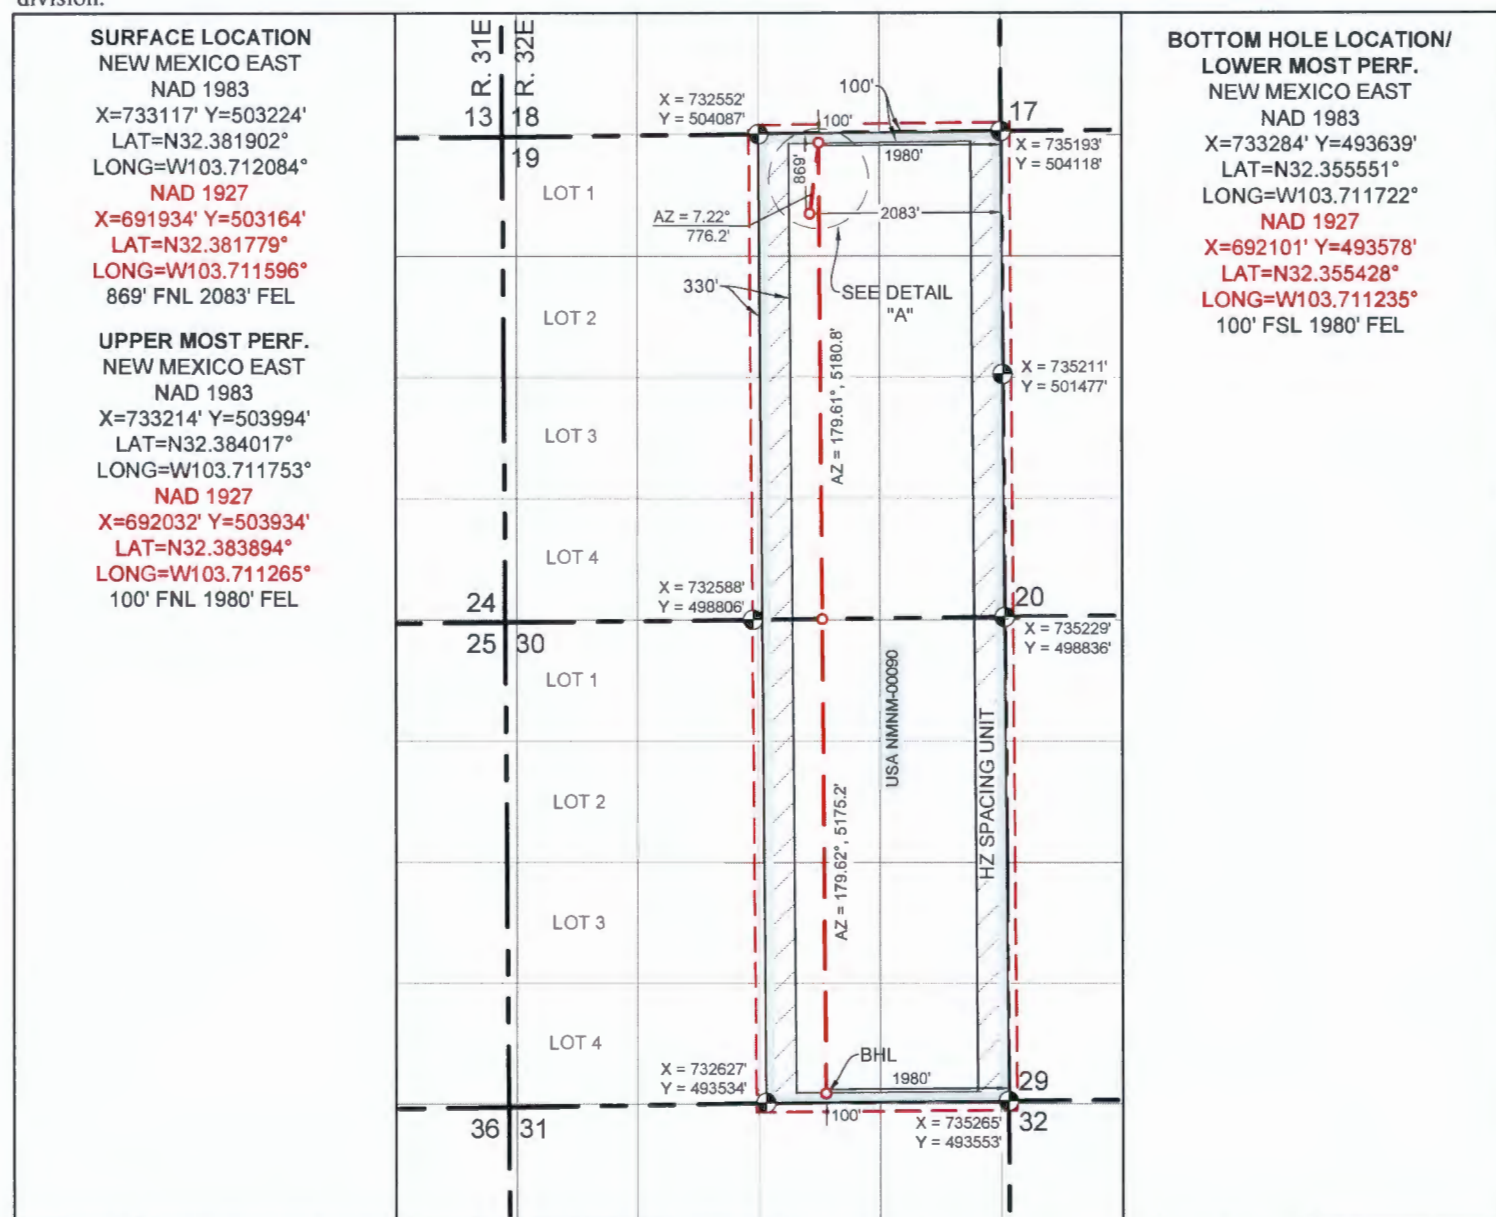 division.
SURFACE LOCATION
NEW MEXICO EAST
NAD 1983
X=733117' Y=503224'
LAT=N32.381902°
LONG=W103.712084°
NAD 1927
X=691934' Y=503164'
LAT=N32.381779°
LONG=W103.711596°
869' FNL 2083' FEL
UPPER MOST PERF.
NEW MEXICO EAST
NAD 1983
X=733214' Y=503994'
LAT=N32.384017°
LONG=W103.711753°
NAD 1927
X=692032' Y=503934'
LAT=N32.383894°
LONG=W103.711265°
100' FNL 1980' FEL
R. 31E
R. 32E
13
18
19
LOT 1
LOT 2
LOT 3
LOT 4
24
25
30
LOT 1
LOT 2
LOT 3
LOT 4
36
31
X = 732552'
Y = 504087'
100'
100'
17
X = 735193'
Y = 504118'
1980'
869'
AZ = 7.22°
776.2'
2083'
330'
SEE DETAIL
"A"
AZ = 179.61°, 5180.8'
X = 735211'
Y = 501477'
X = 732588'
Y = 498806'
20
X = 735229'
Y = 498836'
USA NMNM-00090
HZ SPACING UNIT
AZ = 179.62°, 5175.2'
BHL
X = 732627'
Y = 493534'
1980'
29
100'
X = 735265'
Y = 493553'
32
BOTTOM HOLE LOCATION/
LOWER MOST PERF.
NEW MEXICO EAST
NAD 1983
X=733284' Y=493639'
LAT=N32.355551°
LONG=W103.711722°
NAD 1927
X=692101' Y=493578'
LAT=N32.355428°
LONG=W103.711235°
100' FSL 1980' FEL